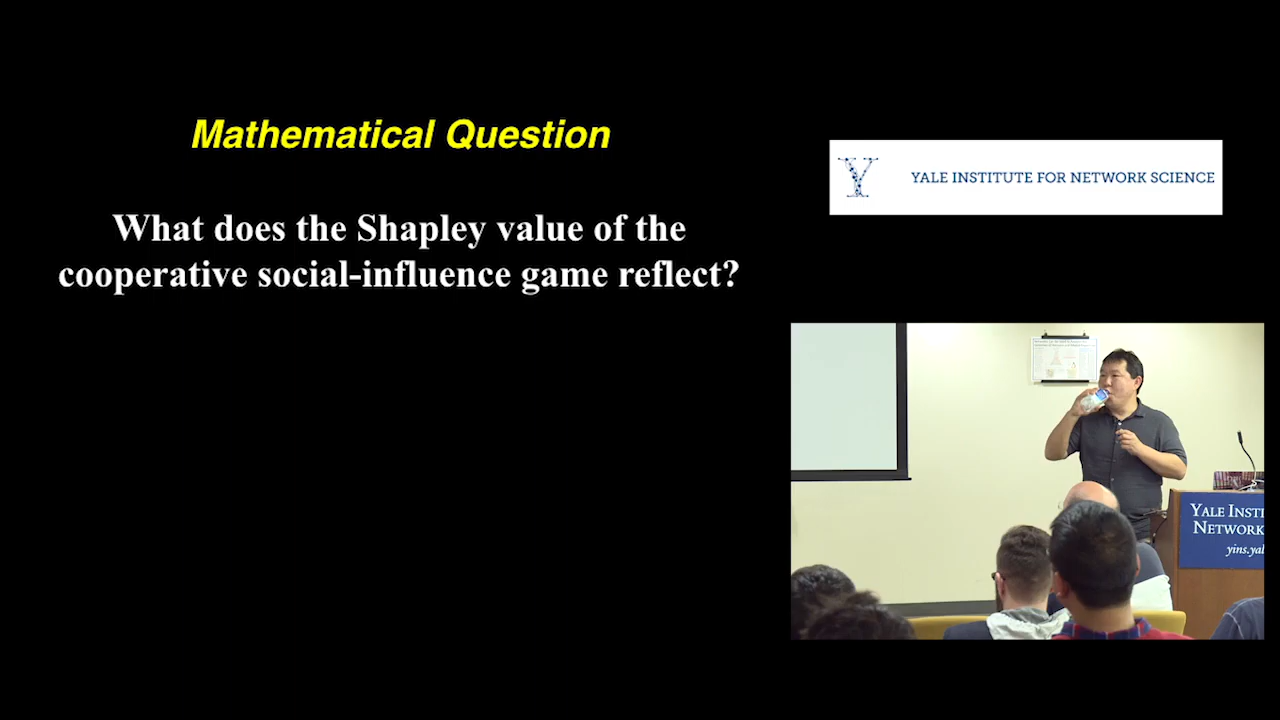 Mathematical Question
What does the Shapley value of the
cooperative social-influence game reflect?
YALE INSTITUTE FOR NETWORK SCIENCE
YALE INSTI
NETWORK
yins.yal